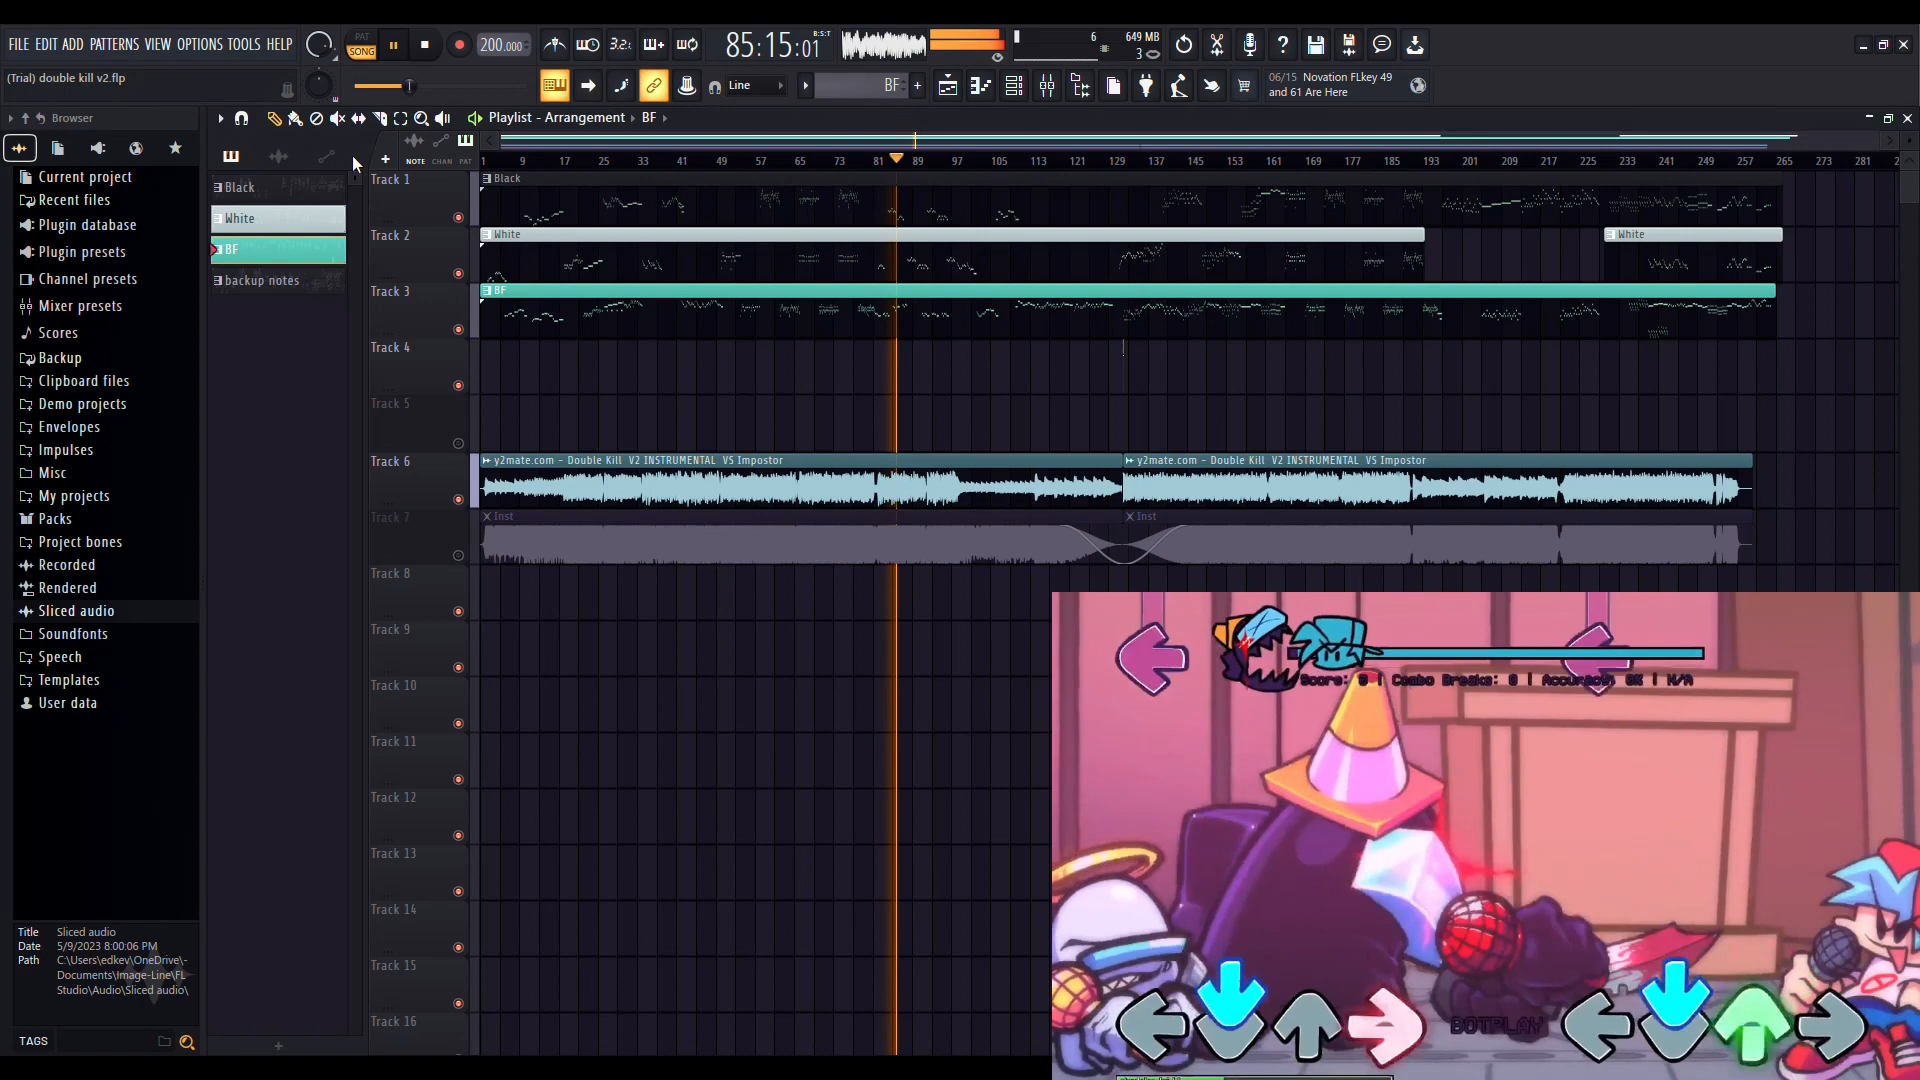 FILE EDIT ADD PATTERNS VIEW OPTIONS TOOLS HELP
PAT
SONG
200.000
3.2.
85:15:01
B:S:T
6
649 MB
3
(Trial) double kill v2.flp
Line
BF
06/15 Novation FLkey 49
and 61 Are Here
Browser
Playlist - Arrangement
BF
NOTE CHAN PAT
1 9 17 25 33 41 49 57 65 73 81 89 97 105 113 121 129 137 145 153 161 169 177 185 193 201 209 217 225 233 241 249 257 265 273 281
Current project
Recent files
Plugin database
Plugin presets
Channel presets
Mixer presets
Scores
Backup
Clipboard files
Demo projects
Envelopes
Impulses
Misc
My projects
Packs
Project bones
Recorded
Rendered
Sliced audio
Soundfonts
Speech
Templates
User data
Black
White
BF
backup notes
Track 1
Black
Track 2
White
White
Track 3
BF
Track 4
Track 5
Track 6
y2mate.com - Double Kill V2 INSTRUMENTAL VS Impostor
y2mate.com - Double Kill V2 INSTRUMENTAL VS Impostor
Track 7
Inst
Inst
Track 8
Track 9
Track 10
Track 11
Track 12
Track 13
Track 14
Track 15
Track 16
Score: 0 | Combo Breaks: 0 | Accuracy: 0% | N/A
BOTPLAY
Title Sliced audio
Date 5/9/2023 8:00:06 PM
Path C:\Users\edkev\OneDrive\-
Documents\Image-Line\FL
Studio\Audio\Sliced audio\
TAGS